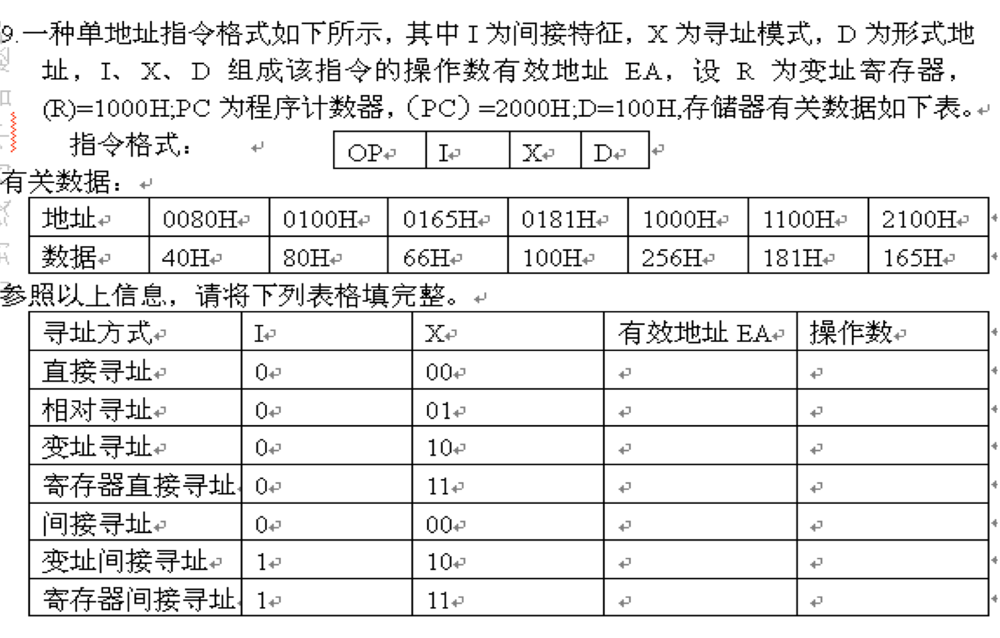 9.一种单地址指令格式如下所示，其中 I 为间接特征，X 为寻址模式，D 为形式地
址，I、X、D 组成该指令的操作数有效地址 EA，设 R 为变址寄存器，
(R)=1000H;PC 为程序计数器，（PC）=2000H;D=100H,存储器有关数据如下表。
指令格式： OP I X D
有关数据：
地址 0080H 0100H 0165H 0181H 1000H 1100H 2100H
数据 40H 80H 66H 100H 256H 181H 165H
参照以上信息，请将下列表格填完整。
寻址方式 I X 有效地址 EA 操作数
直接寻址 0 00
相对寻址 0 01
变址寻址 0 10
寄存器直接寻址 0 11
间接寻址 0 00
变址间接寻址 1 10
寄存器间接寻址 1 11